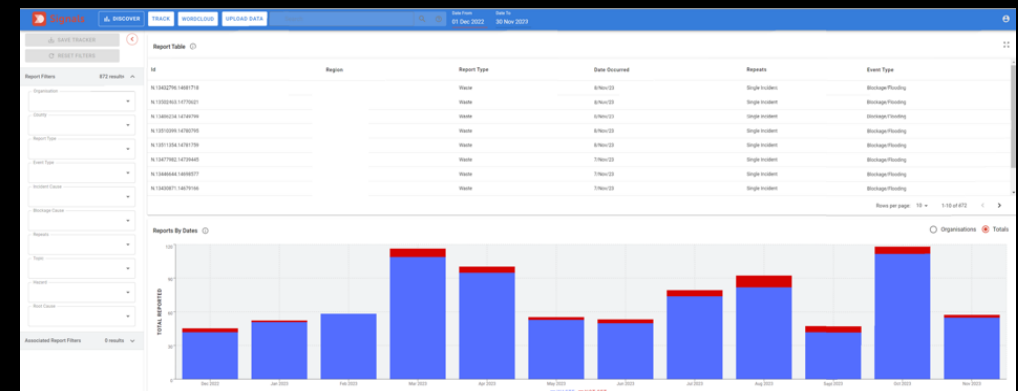 DISCOVER
TRACK
WORDCLOUD
UPLOAD DATA
Date From
01 Dec 2022
Date To
30 Nov 2023
SAVE TRACKER
RESET FILTERS
Report Filters 872 results
Organisation
County
Report Type
Event Type
Incident Cause
Blockage Cause
Repeats
Topic
Hazard
Root Cause
Associated Report Filters 0 results
Report Table
Id Region Report Type Date Occurred Repeats Event Type
Waste 8/Nov/23 Single Incident Blockage/Flooding
Waste 8/Nov/23 Single Incident Blockage/Flooding
Waste 8/Nov/23 Single Incident Blockage/Flooding
Waste 8/Nov/23 Single Incident Blockage/Flooding
Waste 8/Nov/23 Single Incident Blockage/Flooding
Waste 7/Nov/23 Single Incident Blockage/Flooding
Waste 7/Nov/23 Single Incident Blockage/Flooding
Waste 7/Nov/23 Single Incident Blockage/Flooding
Rows per page: 10 1-10 of 872
Reports By Dates
Organisations Totals
TOTAL REPORTED
120
90
60
30
0
Dec 2022 Jan 2023 Feb 2023 Mar 2023 Apr 2023 May 2023 Jun 2023 Jul 2023 Aug 2023 Sept 2023 Oct 2023 Nov 2023